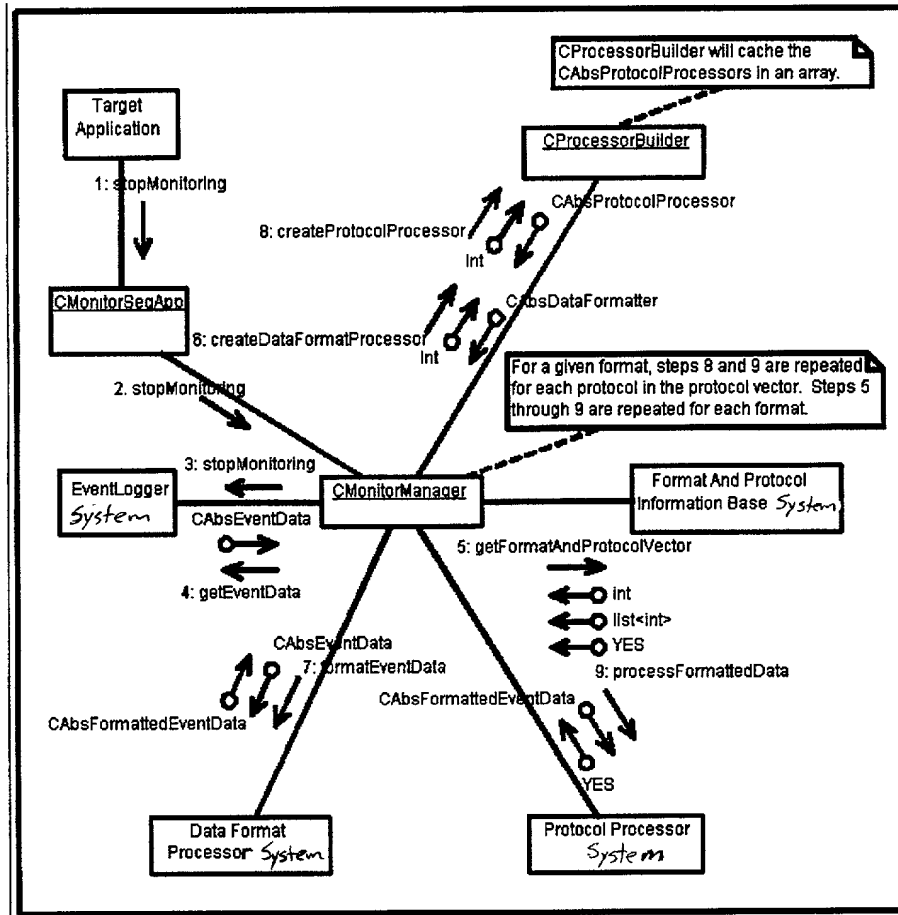 CProcessorBuilder will cache the
CAbsProtocolProcessors in an array.
Target
Application
CProcessorBuilder
1: stopMonitoring
CAbsProtocolProcessor
8: createProtocolProcessor
Int
CMonitorSegApp
CAbsDataFormatter
6: createDataFormatProcessor
Int
For a given format, steps 8 and 9 are repeated
for each protocol in the protocol vector. Steps 5
through 9 are repeated for each format.
2: stopMonitoring
3: stopMonitoring
EventLogger
System
CMonitorManager
Format And Protocol
Information Base System
CAbsEventData
4: getEventData
5: getFormatAndProtocolVector
int
list<int>
YES
CAbsEventData
7: formatEventData
9: processFormattedData
CAbsFormattedEventData
CAbsFormattedEventData
YES
Data Format
Processor System
Protocol Processor
System